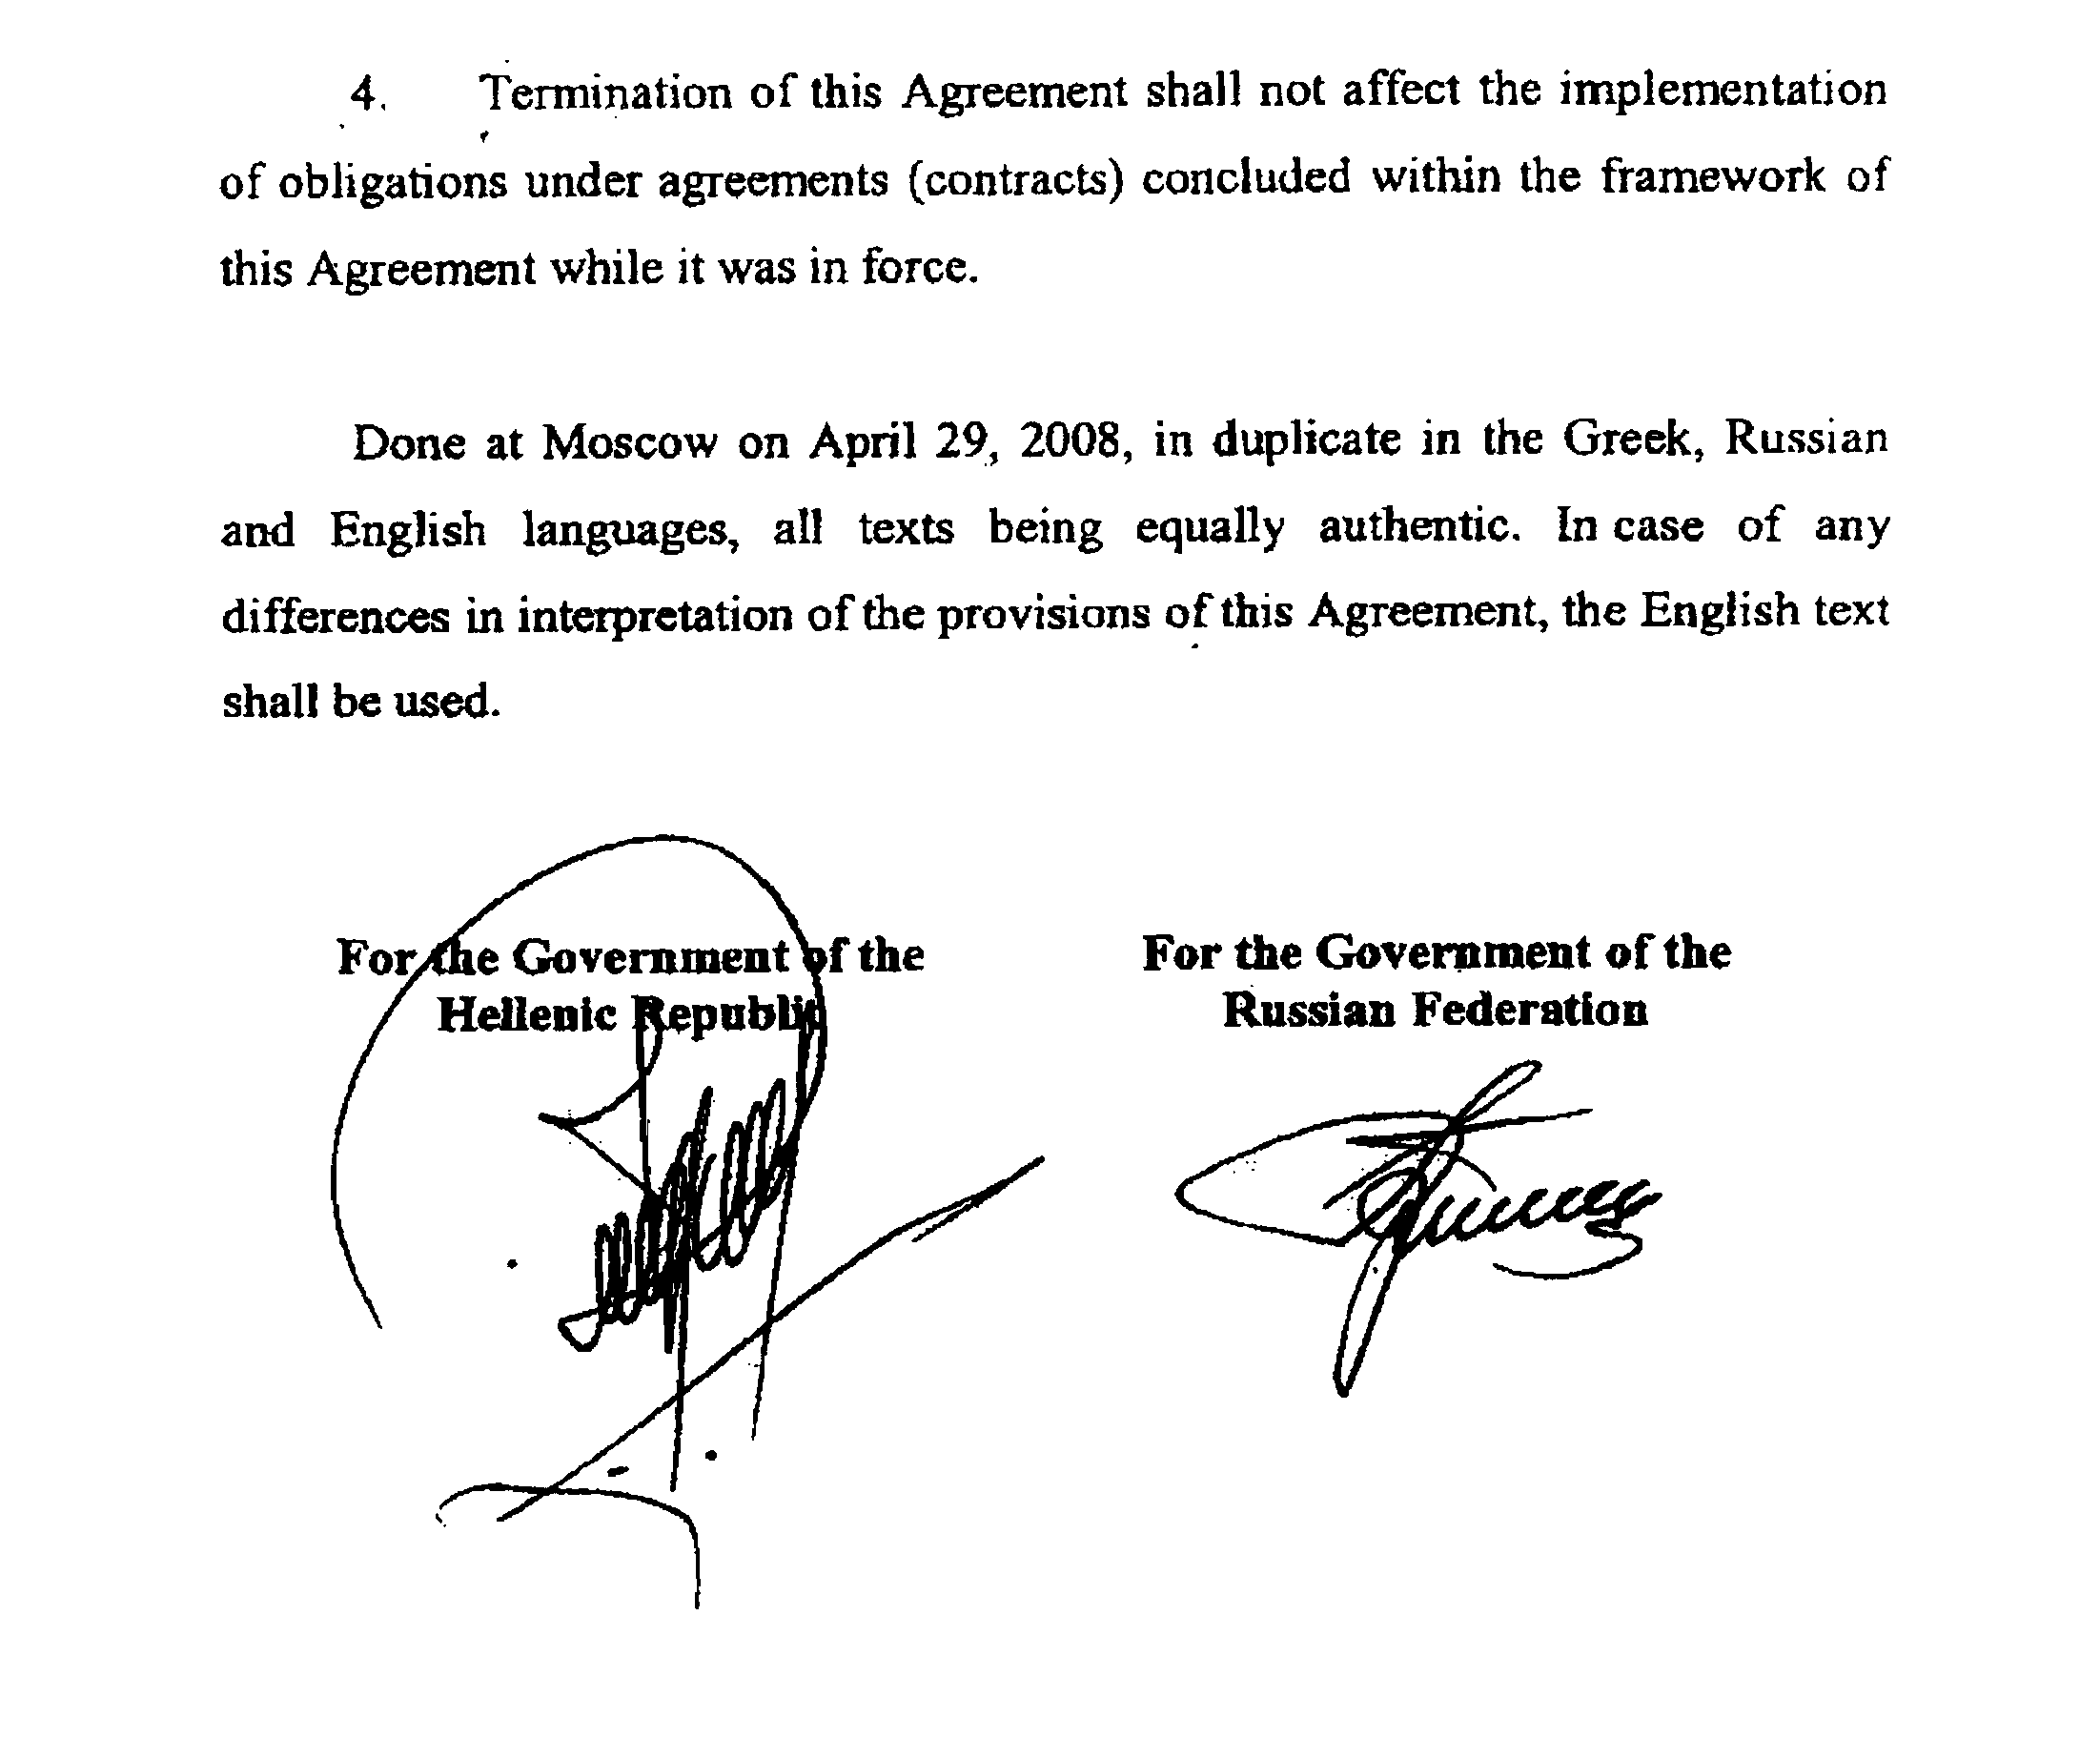 4. Termination of this Agreement shall not affect the implementation
of obligations under agreements (contracts) concluded within the framework of
this Agreement while it was in force.
Done at Moscow on April 29, 2008, in duplicate in the Greek, Russian
and English languages, all texts being equally authentic. In case of any
differences in interpretation of the provisions of this Agreement, the English text
shall be used.
For the Government of the
Hellenic Republic
For the Government of the
Russian Federation